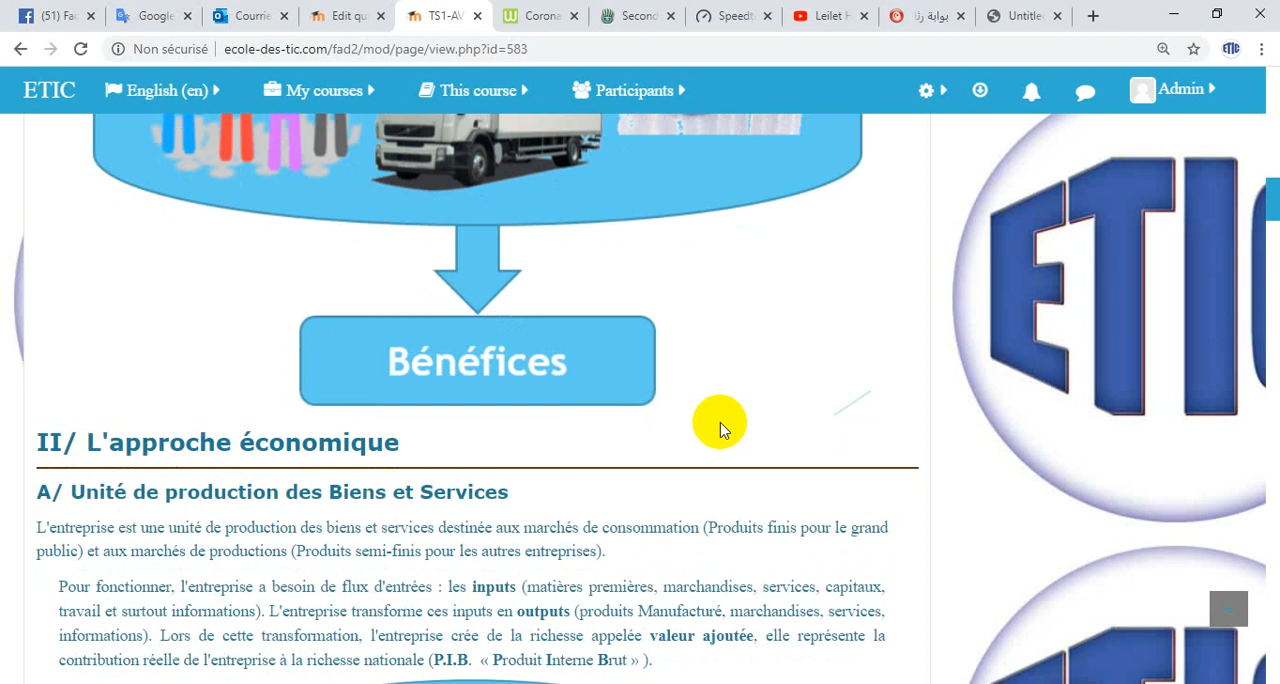 (51) Fac
Google
Courrie
Edit qu
TS1-AV
Corona
Second
Speedt
Leilet H
بوابة رتا
Untitle
Non sécurisé
ecole-des-tic.com/fad2/mod/page/view.php?id=583
ETIC
ETIC
English (en)
My courses
This course
Participants
Admin
ETIC
Bénéfices
II/ L'approche économique
A/ Unité de production des Biens et Services
L'entreprise est une unité de production des biens et services destinée aux marchés de consommation (Produits finis pour le grand
public) et aux marchés de productions (Produits semi-finis pour les autres entreprises).
Pour fonctionner, l'entreprise a besoin de flux d'entrées : les inputs (matières premières, marchandises, services, capitaux,
travail et surtout informations). L'entreprise transforme ces inputs en outputs (produits Manufacturé, marchandises, services,
informations). Lors de cette transformation, l'entreprise crée de la richesse appelée valeur ajoutée, elle représente la
contribution réelle de l'entreprise à la richesse nationale (P.I.B. « Produit Interne Brut » ).